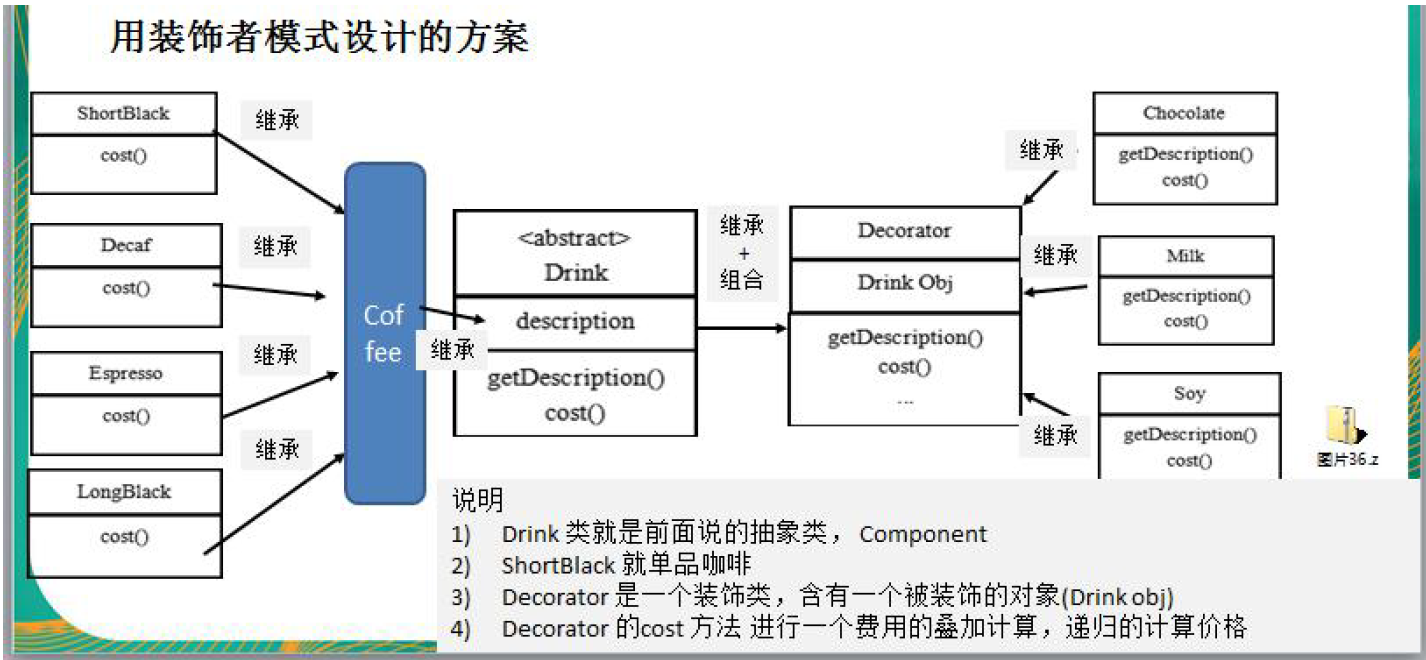 用装饰者模式设计的方案
ShortBlack
cost()
继承
Decaf
cost()
继承
Espresso
cost()
继承
LongBlack
cost()
继承
Cof
fee
继承
<abstract>
Drink
description
getDescription()
cost()
继承
+
组合
Decorator
Drink Obj
getDescription()
cost()
...
继承
Chocolate
getDescription()
cost()
继承
Milk
getDescription()
cost()
继承
Soy
getDescription()
cost()
图片36.z
说明
1) Drink 类就是前面说的抽象类， Component
2) ShortBlack 就单品咖啡
3) Decorator 是一个装饰类，含有一个被装饰的对象(Drink obj)
4) Decorator 的cost 方法 进行一个费用的叠加计算，递归的计算价格